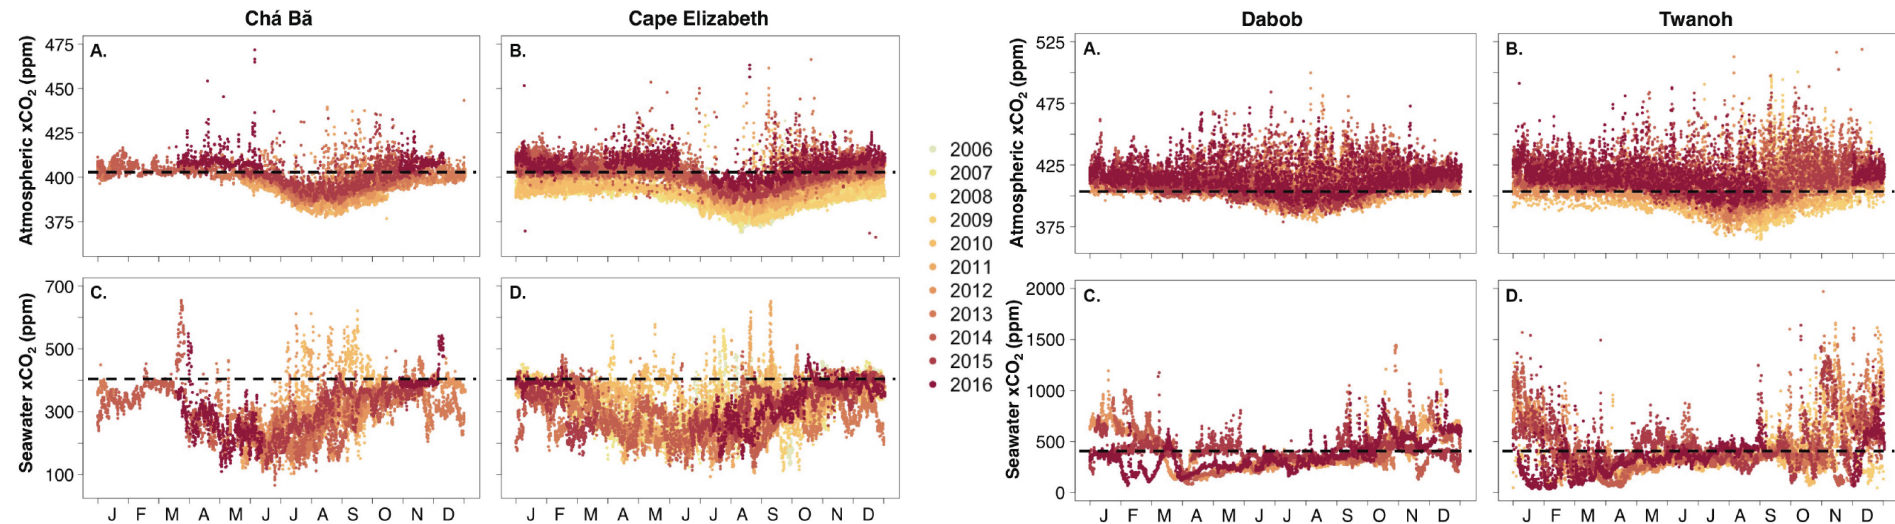 Chá Bă
Cape Elizabeth
Dabob
Twanoh
Atmospheric xCO₂ (ppm)
475
450
425
400
375
A.
B.
Seawater xCO₂ (ppm)
700
500
300
100
C.
D.
J F M A M J J A S O N D
J F M A M J J A S O N D
2006
2007
2008
2009
2010
2011
2012
2013
2014
2015
2016
Atmospheric xCO₂ (ppm)
525
475
425
375
A.
B.
Seawater xCO₂ (ppm)
2000
1500
1000
500
0
C.
D.
J F M A M J J A S O N D
J F M A M J J A S O N D